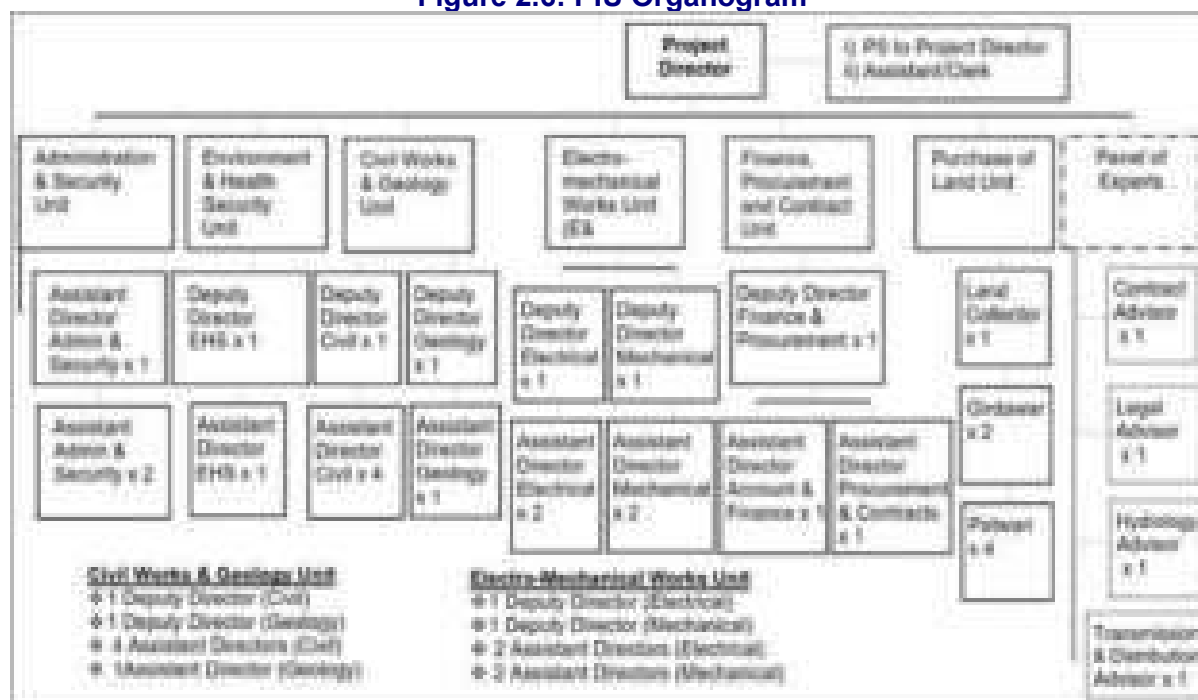 Figure 2.6: PIU Organogram
Project
Director
i) PS to Project Director
ii) Assistant/Clerk
Administration
& Security
Unit
Environment
& Health
Security
Unit
Civil Works
& Geology
Unit
Electro-
mechanical
Works Unit
(E&
Finance,
Procurement
and Contract
Unit
Purchase of
Land Unit
Panel of
Experts
Assistant
Director
Admin &
Security x 1
Deputy
Director
EHS x 1
Deputy
Director
Civil x 1
Deputy
Director
Geology
x 1
Deputy
Director
Electrical
x 1
Deputy
Director
Mechanical
x 1
Deputy Director
Finance &
Procurement x 1
Land
Collector
x 1
Contract
Advisor
x 1
Assistant
Admin &
Security x 2
Assistant
Director
EHS x 1
Assistant
Director
Civil x 4
Assistant
Director
Geology
x 1
Assistant
Director
Electrical
x 2
Assistant
Director
Mechanical
x 2
Assistant
Director
Account &
Finance x 1
Assistant
Director
Procurement
& Contracts
x 1
Girdawar
x 2
Legal
Advisor
x 1
Patwari
x 4
Hydrology
Advisor
x 1
Transmission
& Distribution
Advisor x 1
Civil Works & Geology Unit
❖ 1 Deputy Director (Civil)
❖ 1 Deputy Director (Geology)
❖ 4 Assistant Directors (Civil)
❖ 1Assistant Director (Geology)
Electro-Mechanical Works Unit
❖ 1 Deputy Director (Electrical)
❖ 1 Deputy Director (Mechanical)
❖ 2 Assistant Directors (Electrical)
❖ 2 Assistant Directors (Mechanical)